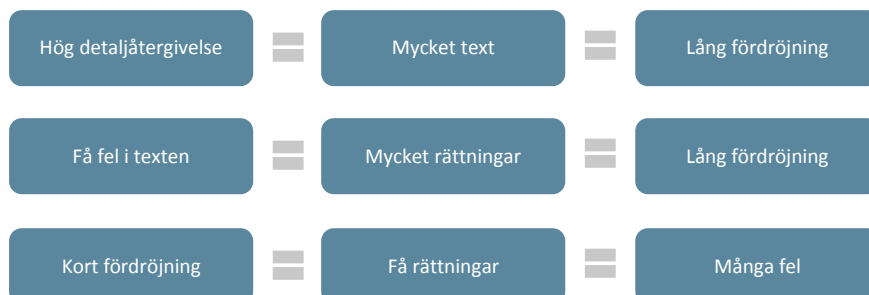 Hög detaljåtergivelse = Mycket text = Lång fördröjning
Få fel i texten = Mycket rättningar = Lång fördröjning
Kort fördröjning = Få rättningar = Många fel